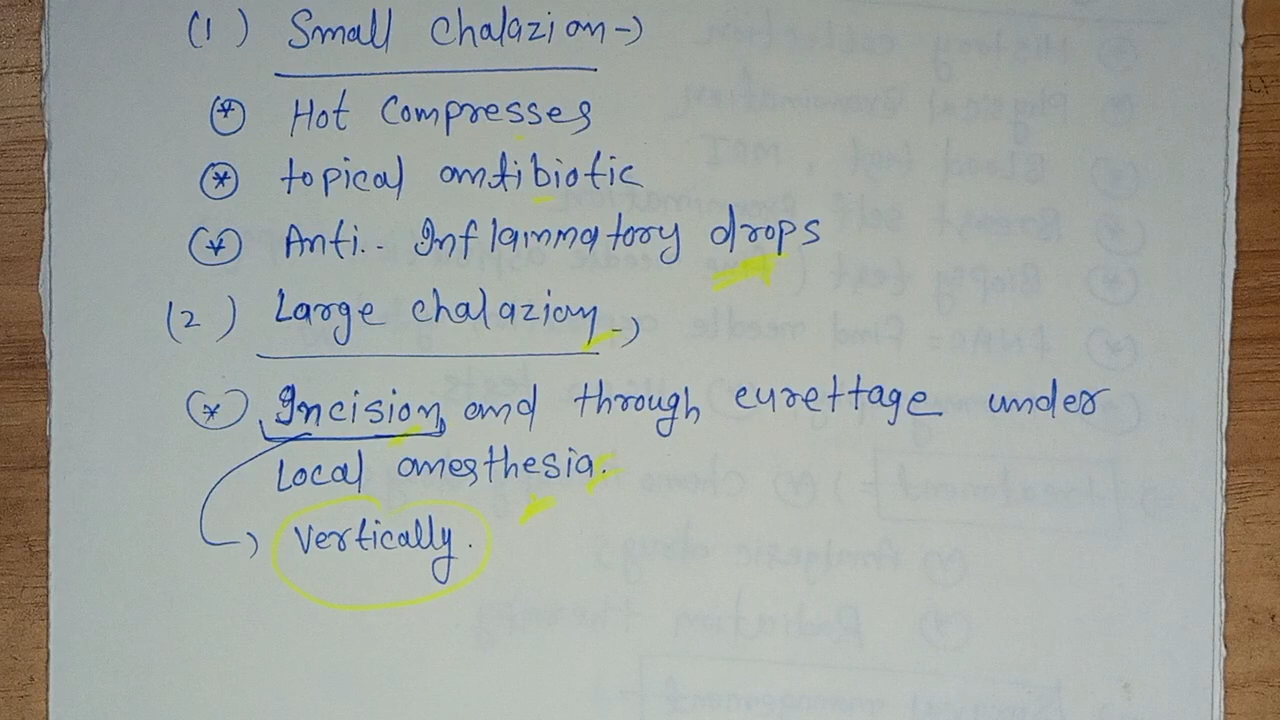 (1) Small Chalazion →
* Hot Compresses
* topical antibiotic
* Anti.. Inflammatory drops
(2) Large chalazion →
* Incision and through eurettage under
Local anesthesia.
→ vertically.